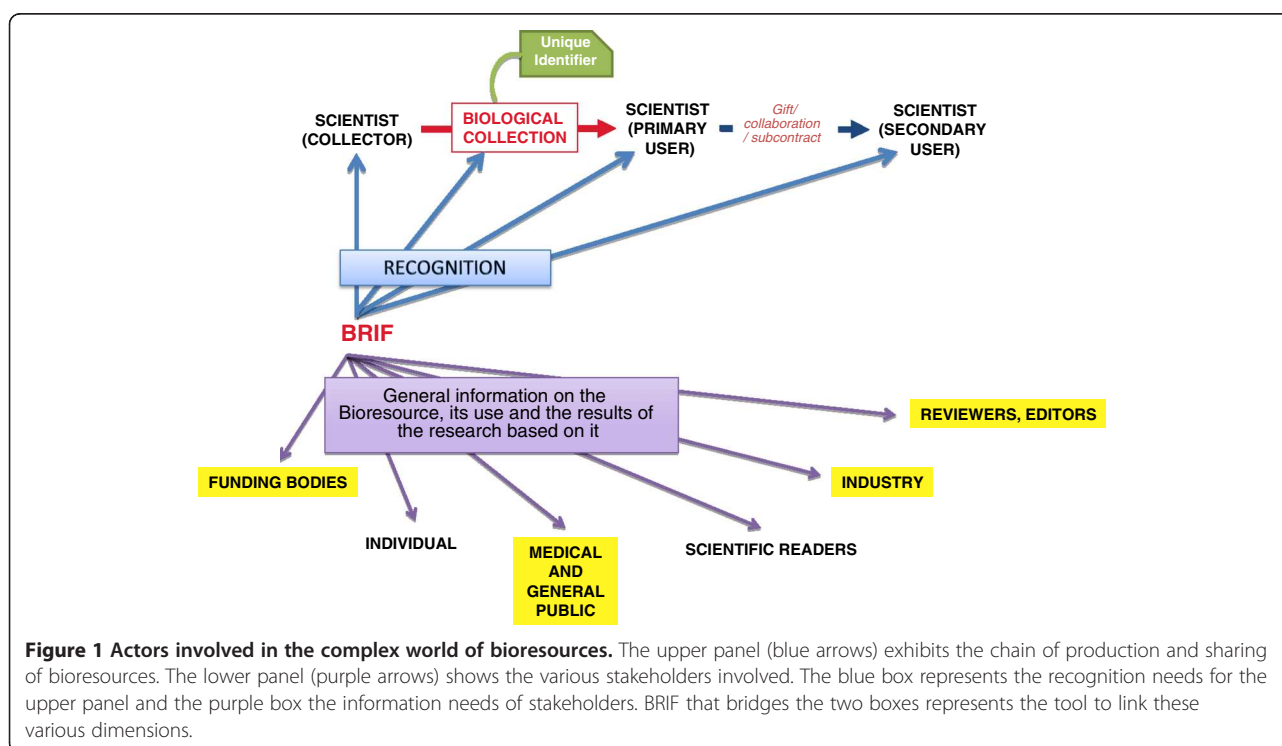 Unique
Identifier
SCIENTIST
(COLLECTOR)
BIOLOGICAL
COLLECTION
SCIENTIST
(PRIMARY
USER)
Gift/
collaboration
/ subcontract
SCIENTIST
(SECONDARY
USER)
RECOGNITION
BRIF
General information on the
Bioresource, its use and the results of
the research based on it
REVIEWERS, EDITORS
FUNDING BODIES
INDUSTRY
INDIVIDUAL
MEDICAL
AND
GENERAL
PUBLIC
SCIENTIFIC READERS
Figure 1 Actors involved in the complex world of bioresources. The upper panel (blue arrows) exhibits the chain of production and sharing
of bioresources. The lower panel (purple arrows) shows the various stakeholders involved. The blue box represents the recognition needs for the
upper panel and the purple box the information needs of stakeholders. BRIF that bridges the two boxes represents the tool to link these
various dimensions.